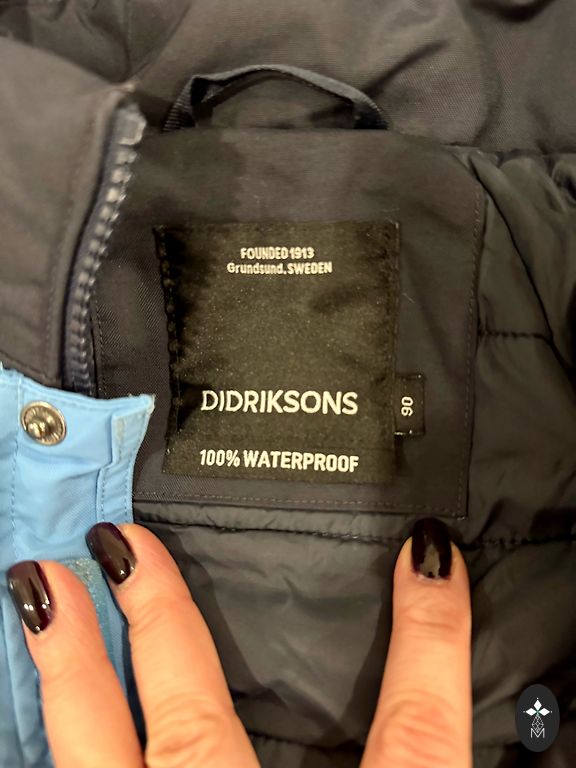 FOUNDED 1913
Grundsund, SWEDEN
DIDRIKSONS
90
100% WATERPROOF
M